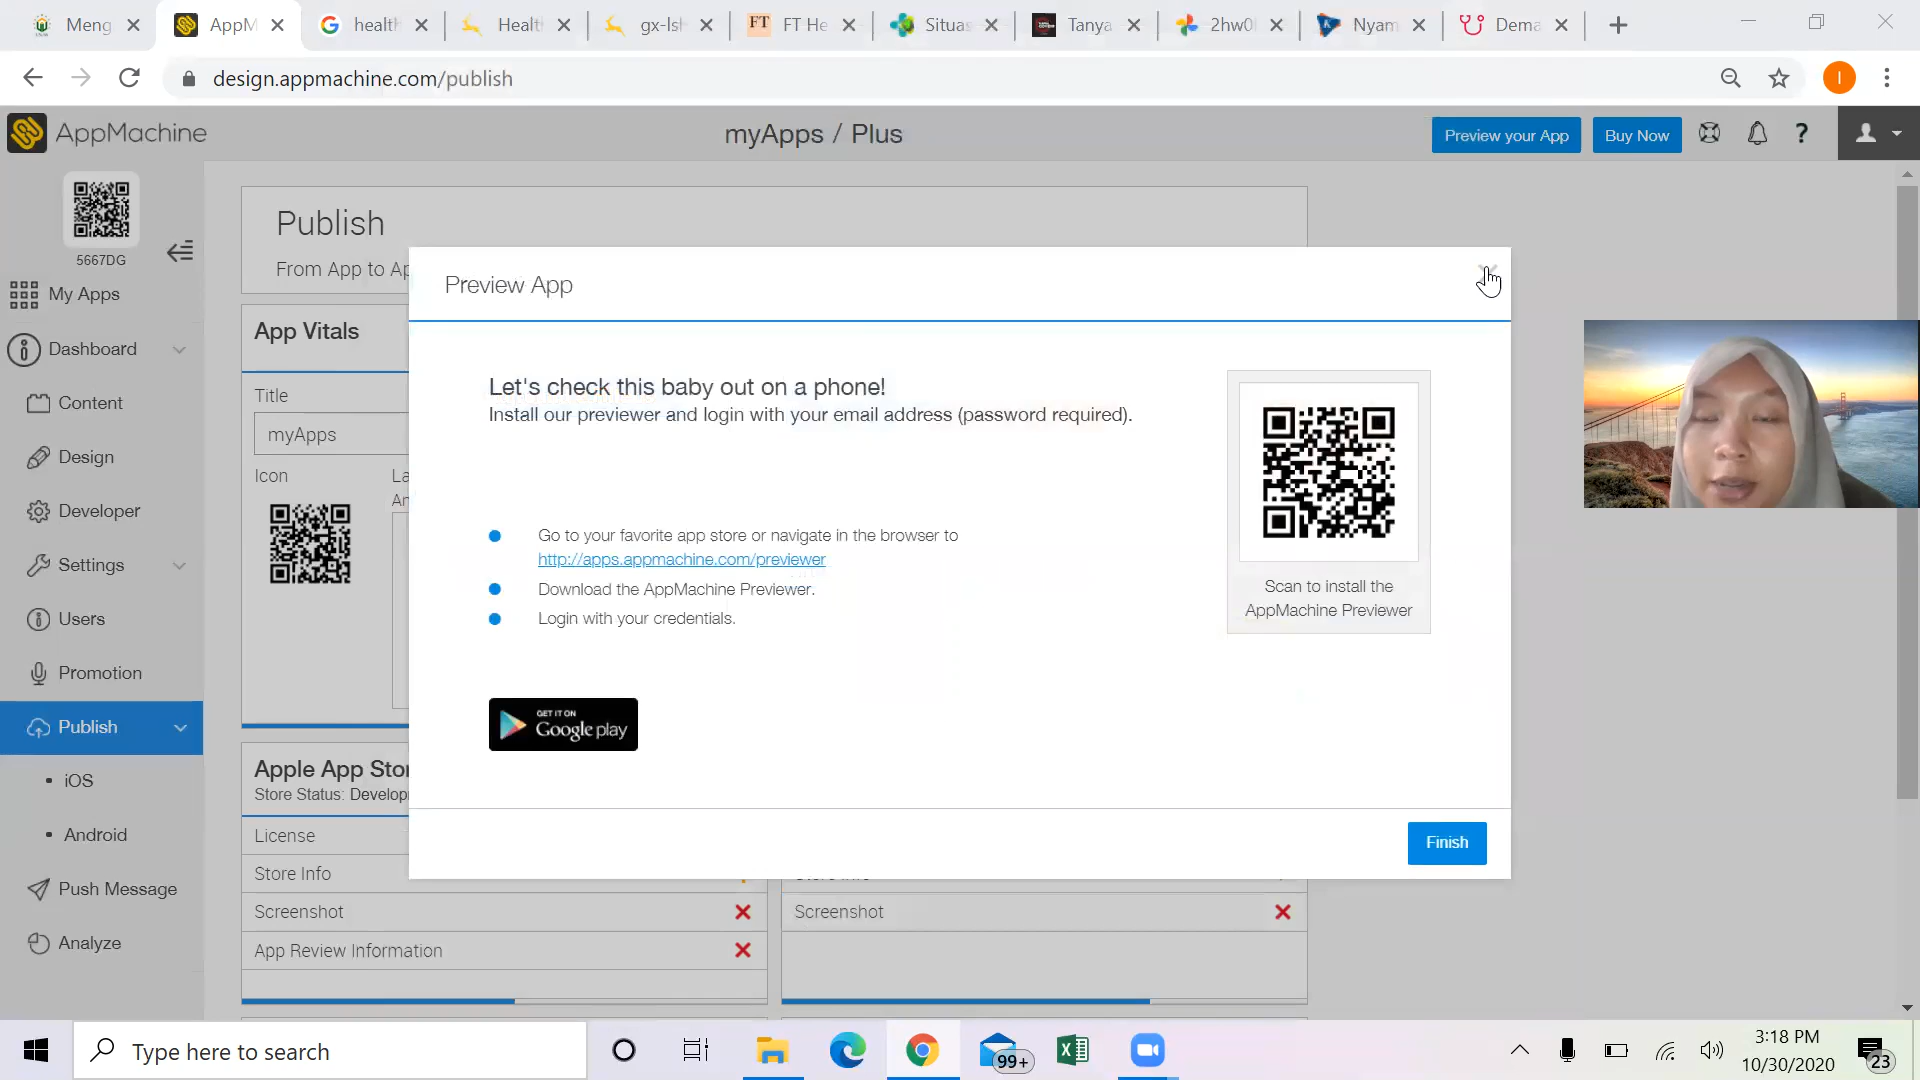 Meng
AppM
health
Healt
gx-lsh
FT
FT He
Situas
Tanya
2hw0
Nyam
Dema
design.appmachine.com/publish
I
AppMachine
myApps / Plus
Preview your App
Buy Now
?
5667DG
My Apps
Dashboard
Content
Design
Developer
Settings
Users
Promotion
Publish
iOS
Android
Push Message
Analyze
Publish
From App to Ap
App Vitals
Title
myApps
Icon
La
An
Preview App
Let's check this baby out on a phone!
Install our previewer and login with your email address (password required).
Go to your favorite app store or navigate in the browser to
http://apps.appmachine.com/previewer
Download the AppMachine Previewer.
Login with your credentials.
Scan to install the
AppMachine Previewer
GET IT ON
Google play
Finish
Apple App Stor
Store Status: Develop
License
Store Info
Screenshot
App Review Information
Screenshot
Type here to search
99+
3:18 PM
10/30/2020
23